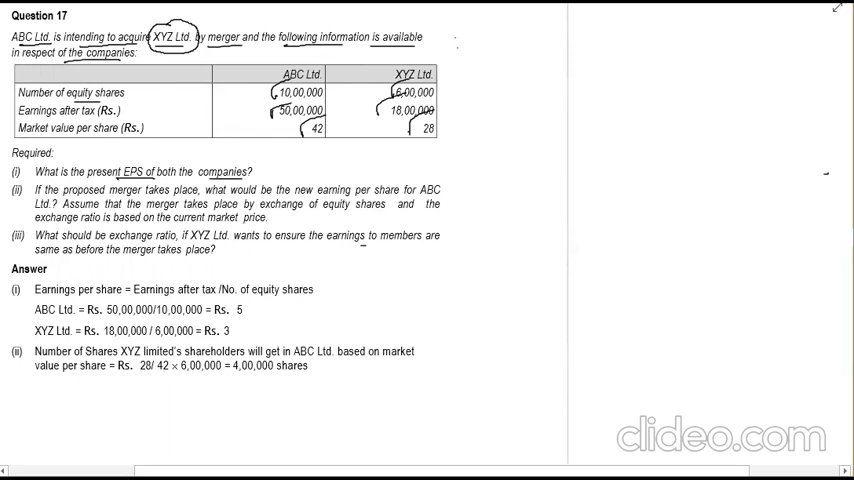 Question 17
ABC Ltd. is intending to acquire XYZ Ltd. by merger and the following information is available
in respect of the companies:
ABC Ltd. XYZ Ltd.
Number of equity shares 10,00,000 6,00,000
Earnings after tax (Rs.) 50,00,000 18,00,000
Market value per share (Rs.) 42 28
Required:
(i) What is the present EPS of both the companies?
(ii) If the proposed merger takes place, what would be the new earning per share for ABC
Ltd.? Assume that the merger takes place by exchange of equity shares and the
exchange ratio is based on the current market price.
(iii) What should be exchange ratio, if XYZ Ltd. wants to ensure the earnings to members are
same as before the merger takes place?
Answer
(i) Earnings per share = Earnings after tax /No. of equity shares
ABC Ltd. = Rs. 50,00,000/10,00,000 = Rs. 5
XYZ Ltd. = Rs. 18,00,000 / 6,00,000 = Rs. 3
(ii) Number of Shares XYZ limited's shareholders will get in ABC Ltd. based on market
value per share = Rs. 28/ 42 × 6,00,000 = 4,00,000 shares
clideo.com